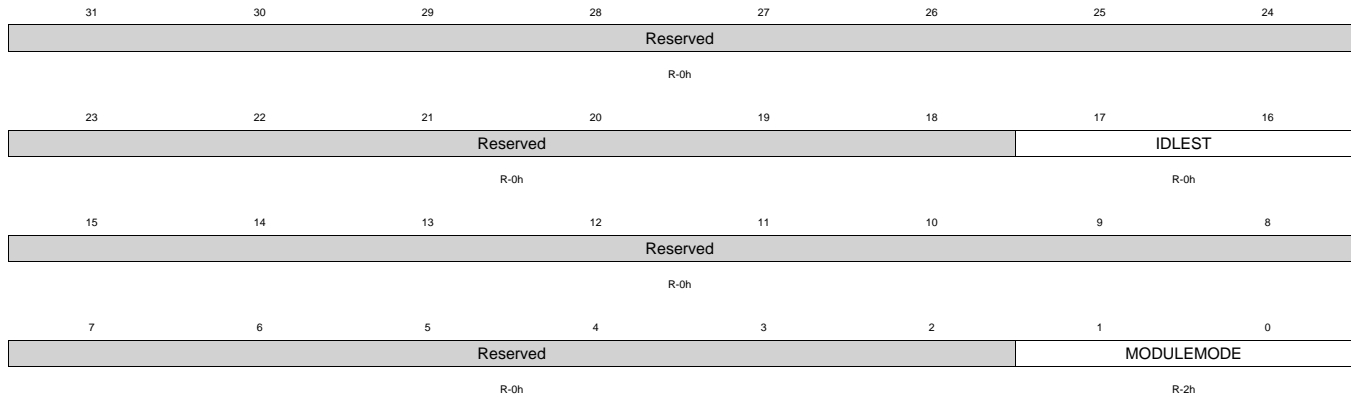 31 30 29 28 27 26 25 24
Reserved
R-0h
23 22 21 20 19 18 17 16
Reserved IDLEST
R-0h R-0h
15 14 13 12 11 10 9 8
Reserved
R-0h
7 6 5 4 3 2 1 0
Reserved MODULEMODE
R-0h R-2h